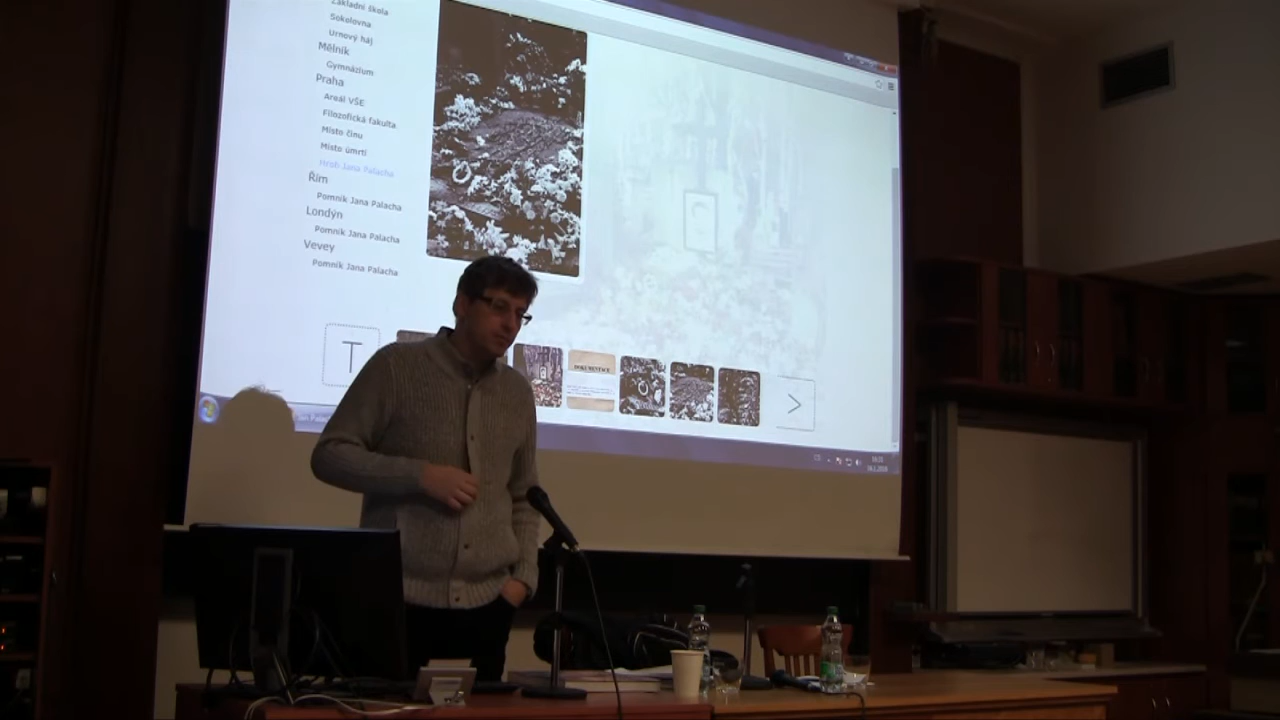 Základní škola
Sokolovna
Urnový háj
Mělník
Gymnázium
Praha
Areál VŠE
Filozofická fakulta
Místo činu
Místo úmrtí
Hrob Jana Palacha
Řím
Pomník Jana Palacha
Londýn
Pomník Jana Palacha
Vevey
Pomník Jana Palacha
DOKUMENTACE